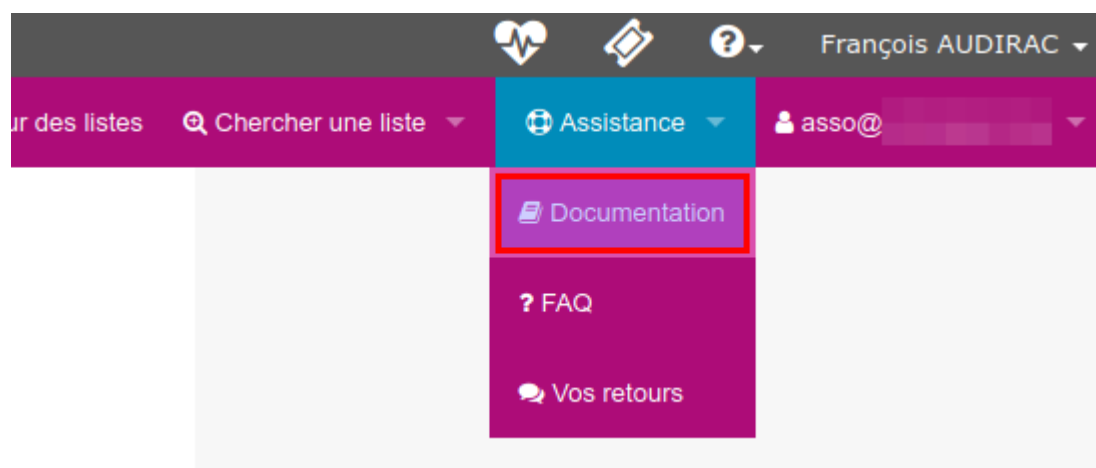 François AUDIRAC
ur des listes Chercher une liste Assistance asso@
Documentation
? FAQ
Vos retours